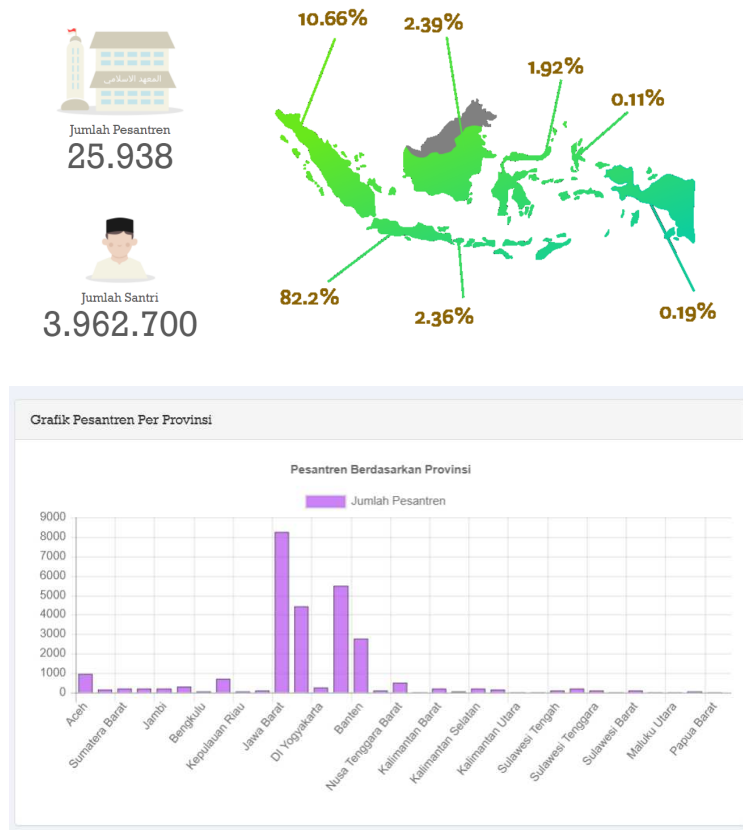 10.66%
2.39%
1.92%
0.11%
المعهد الاسلامي
Jumlah Pesantren
25.938
Jumlah Santri
3.962.700
82.2%
2.36%
0.19%
Grafik Pesantren Per Provinsi
Pesantren Berdasarkan Provinsi
Jumlah Pesantren
9000
8000
7000
6000
5000
4000
3000
2000
1000
0
Aceh
Sumatera Barat
Jambi
Bengkulu
Kepulauan Riau
Jawa Barat
DI Yogyakarta
Banten
Nusa Tenggara Barat
Kalimantan Barat
Kalimantan Selatan
Kalimantan Utara
Sulawesi Tengah
Sulawesi Tenggara
Sulawesi Barat
Maluku Utara
Papua Barat